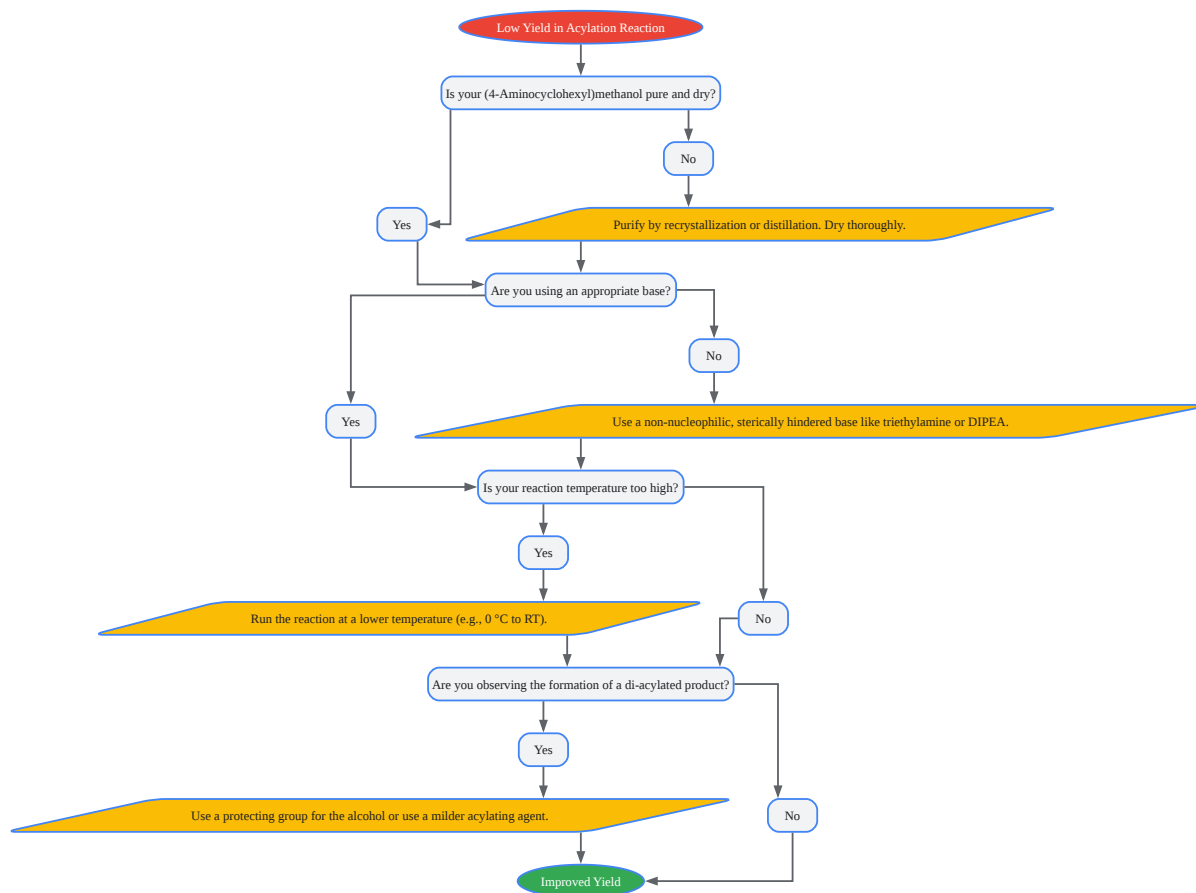 Low Yield in Acylation Reaction
Is your (4-Aminocyclohexyl)methanol pure and dry?
No
Yes
Purify by recrystallization or distillation. Dry thoroughly.
Are you using an appropriate base?
No
Yes
Use a non-nucleophilic, sterically hindered base like triethylamine or DIPEA.
Is your reaction temperature too high?
Yes
Run the reaction at a lower temperature (e.g., 0 °C to RT).
No
Are you observing the formation of a di-acylated product?
Yes
Use a protecting group for the alcohol or use a milder acylating agent.
No
Improved Yield